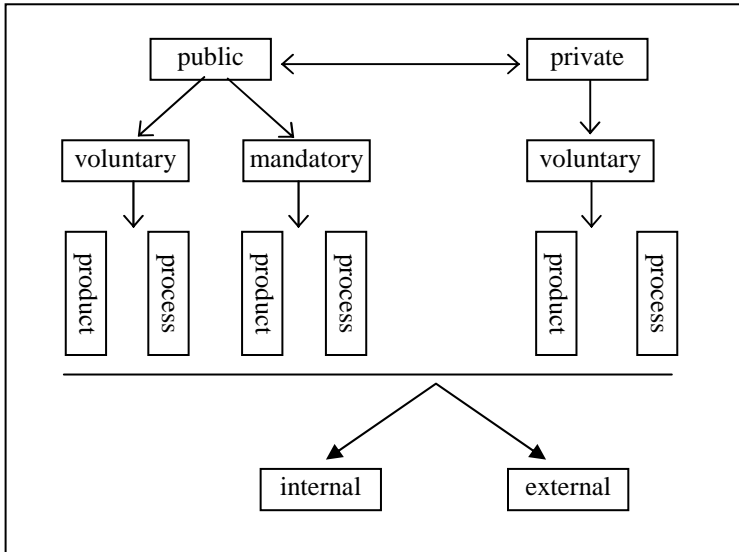 public
private
voluntary
mandatory
voluntary
product
process
product
process
product
process
internal
external